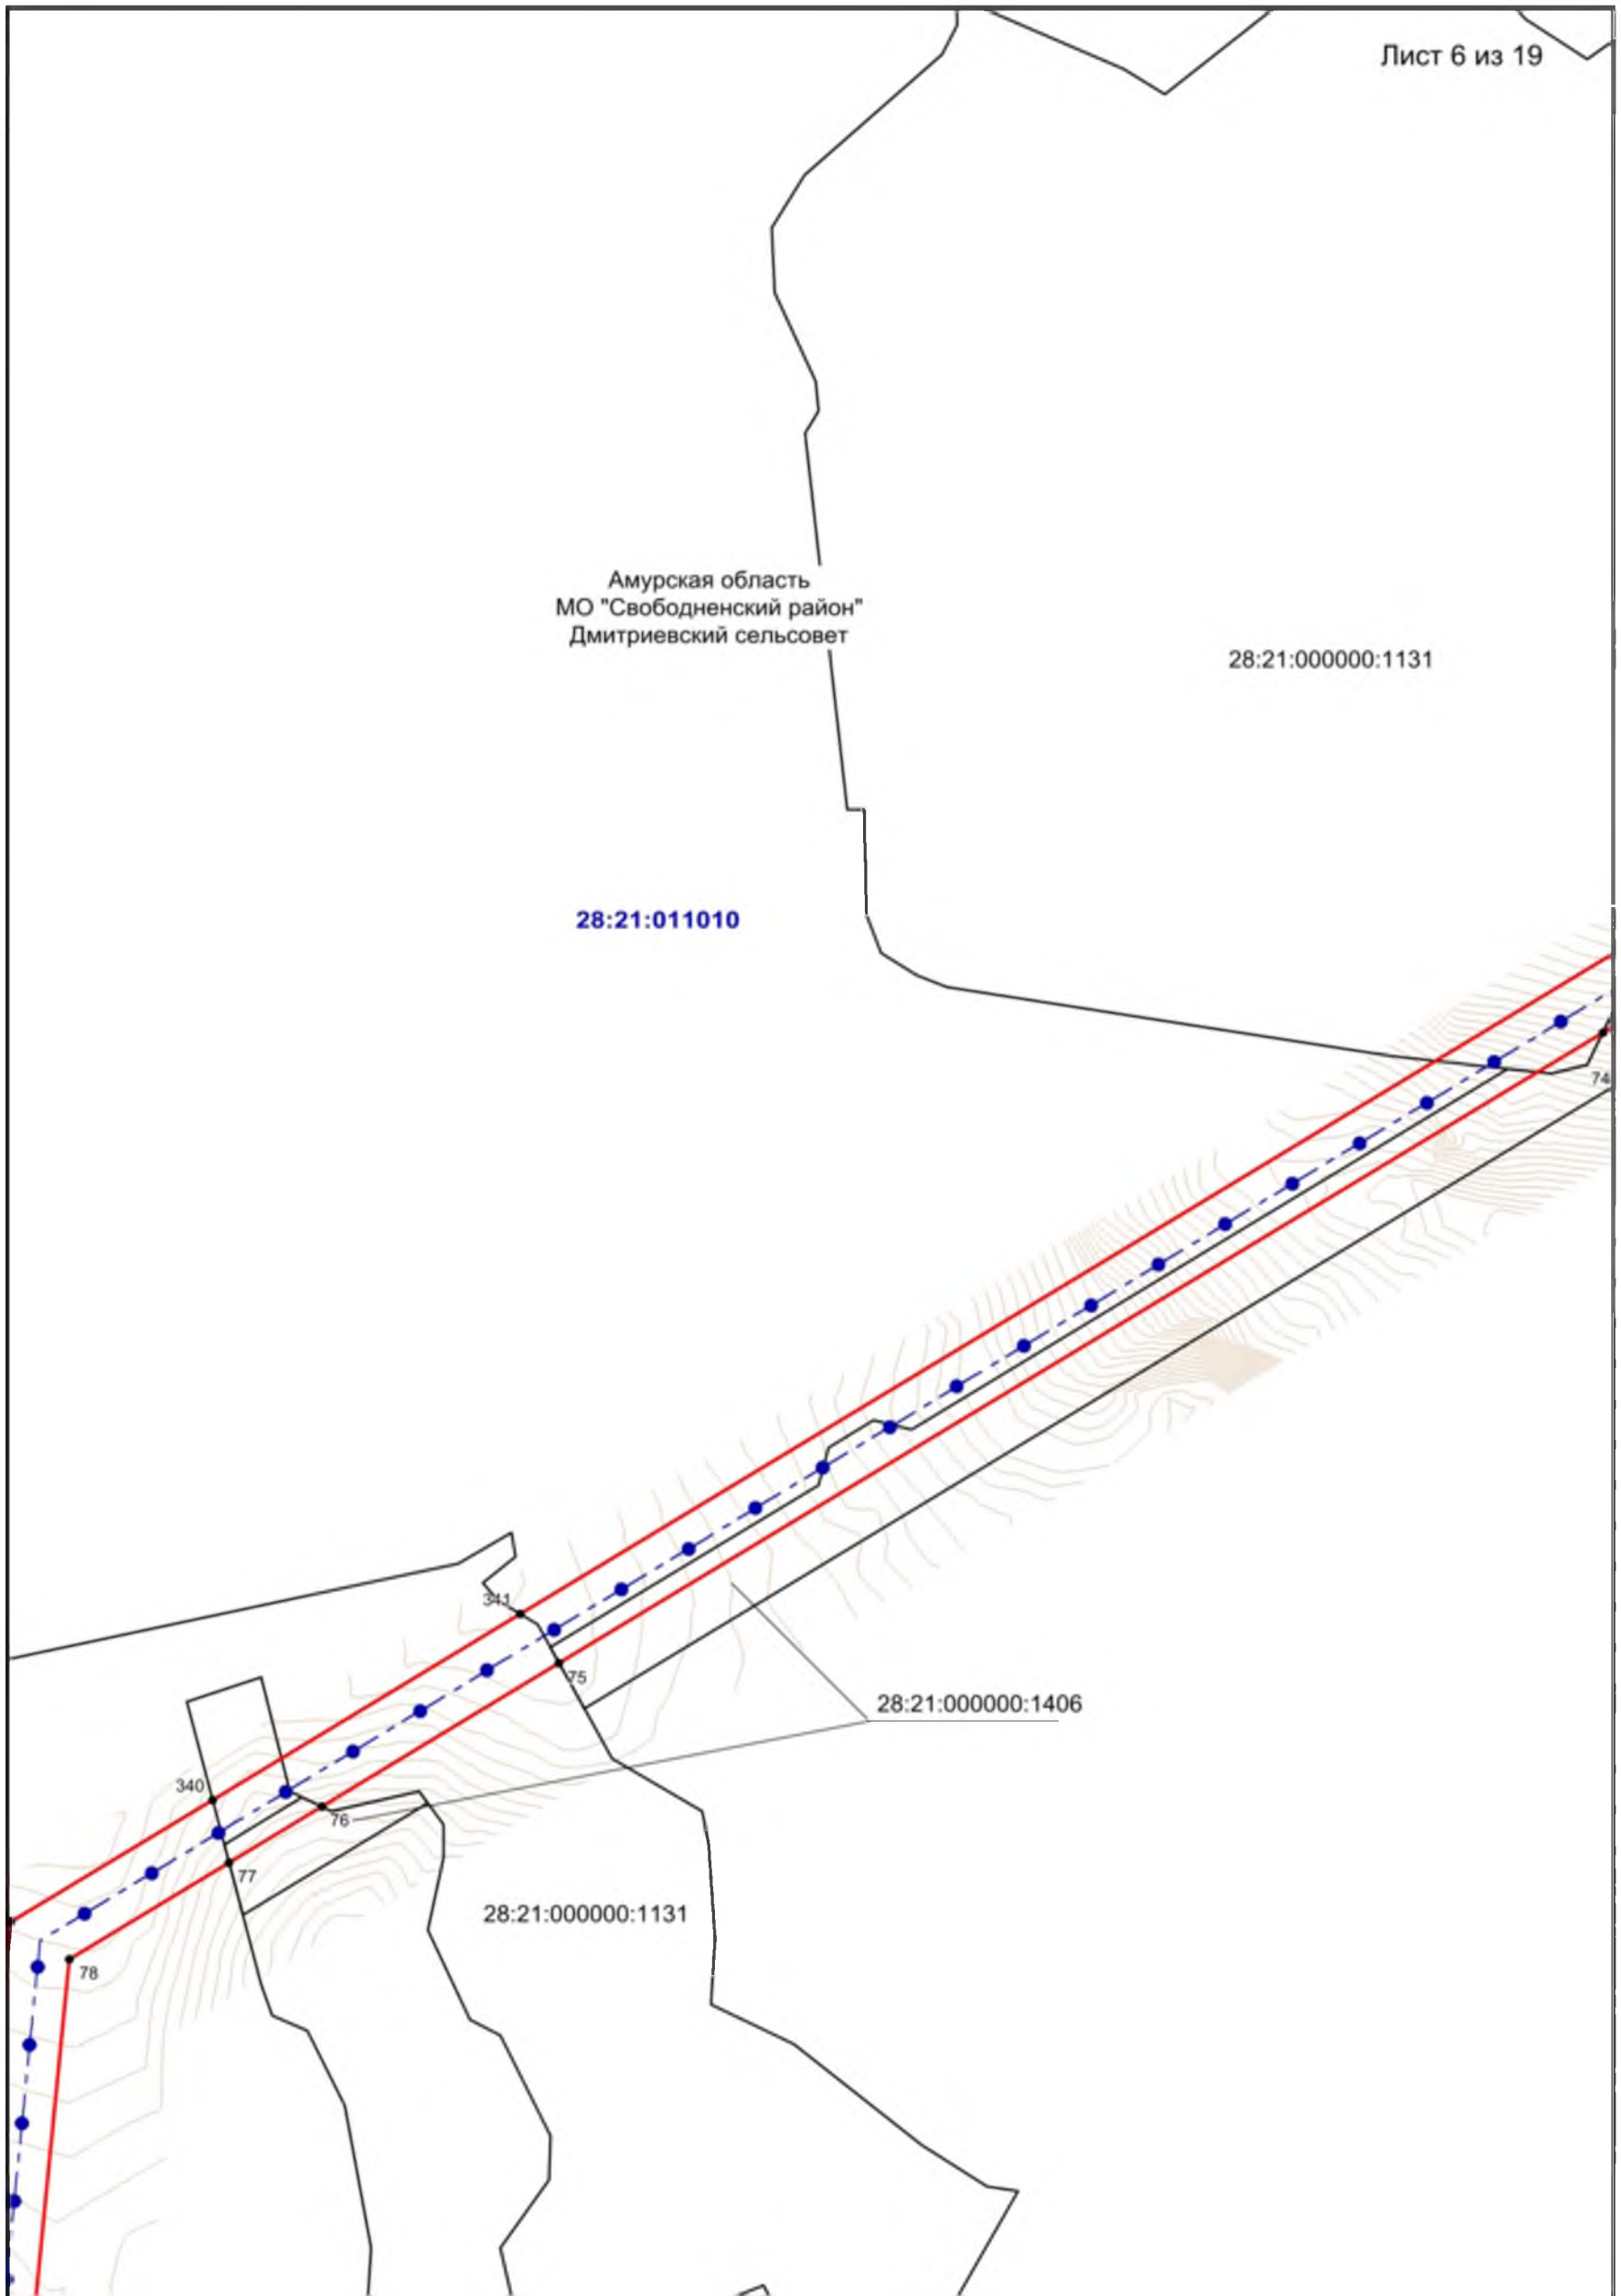 Лист 6 из 19
Амурская область
МО "Свободненский район"
Дмитриевский сельсовет
28:21:000000:1131
28:21:011010
74
341
75
28:21:000000:1406
340
76
77
28:21:000000:1131
78